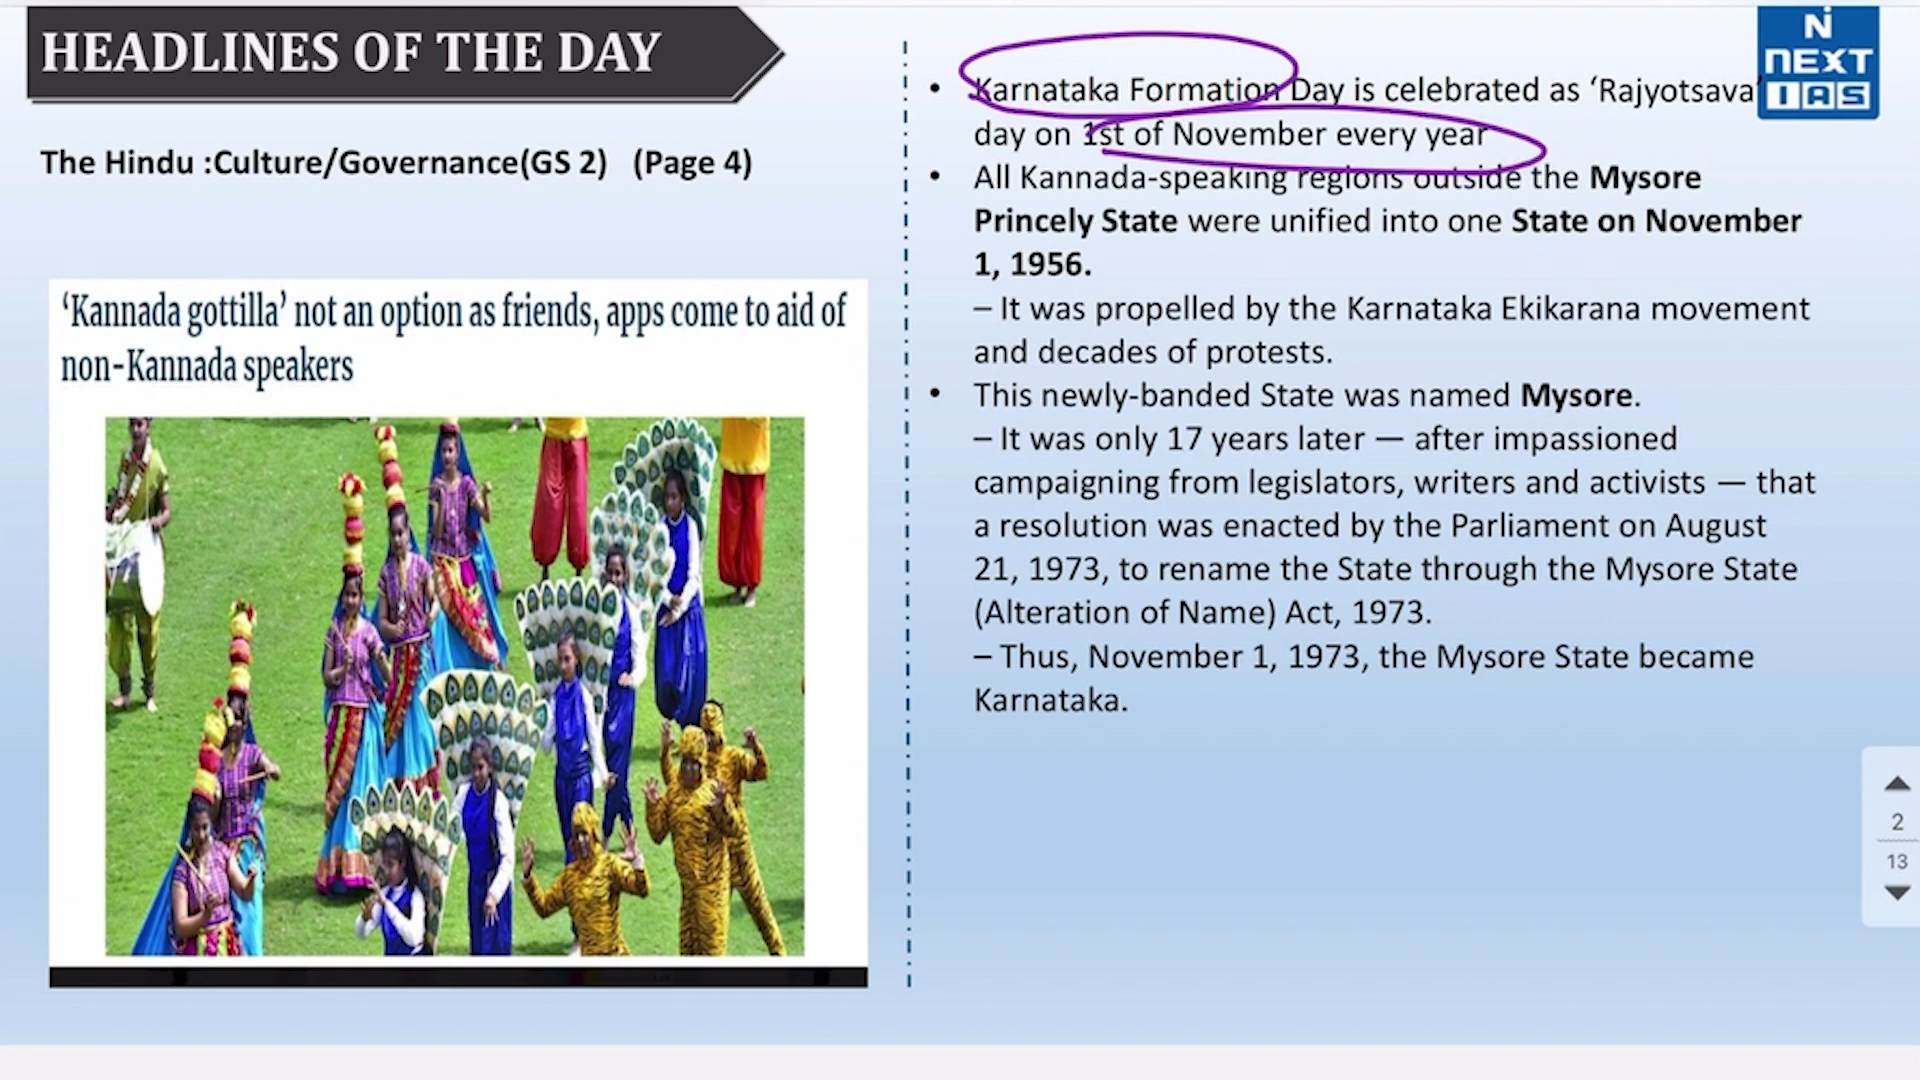 HEADLINES OF THE DAY
The Hindu :Culture/Governance(GS 2) (Page 4)
‘Kannada gottilla’ not an option as friends, apps come to aid of
non-Kannada speakers
• Karnataka Formation Day is celebrated as ‘Rajyotsava’
day on 1st of November every year
• All Kannada-speaking regions outside the Mysore
Princely State were unified into one State on November
1, 1956.
– It was propelled by the Karnataka Ekikarana movement
and decades of protests.
• This newly-banded State was named Mysore.
– It was only 17 years later — after impassioned
campaigning from legislators, writers and activists — that
a resolution was enacted by the Parliament on August
21, 1973, to rename the State through the Mysore State
(Alteration of Name) Act, 1973.
– Thus, November 1, 1973, the Mysore State became
Karnataka.
N
NEXT
IAS
2
13